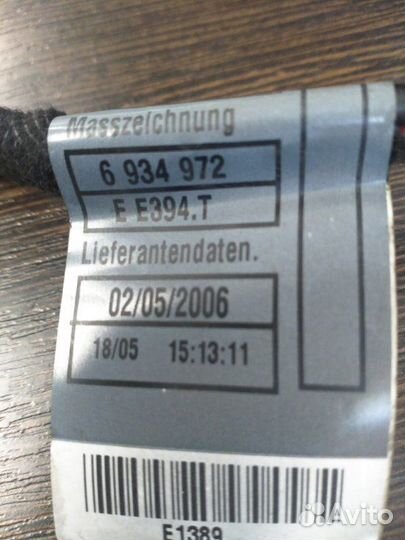 Masszeichnung
6 934 972
E E394.T
Lieferantendaten.
02/05/2006
18/05 15:13:11
E1389
Avito